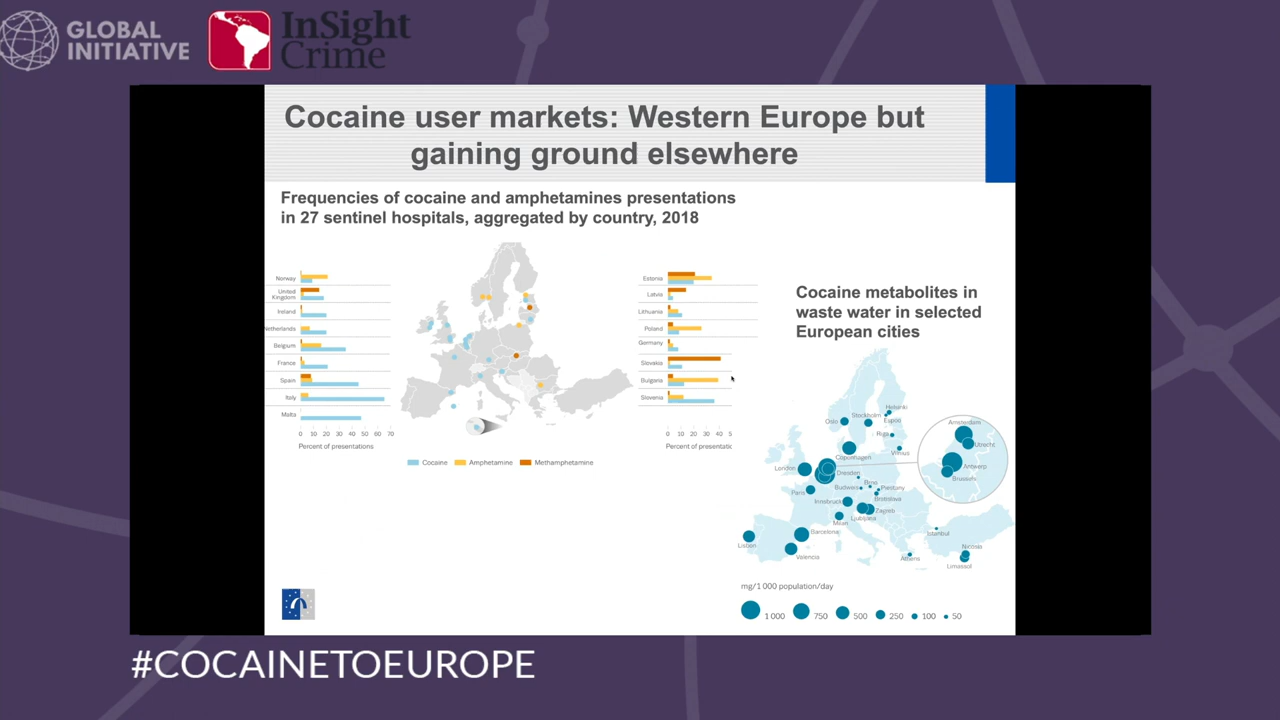 GLOBAL
INITIATIVE
InSight
Crime
Cocaine user markets: Western Europe but
gaining ground elsewhere
Frequencies of cocaine and amphetamines presentations
in 27 sentinel hospitals, aggregated by country, 2018
Norway
United
Kingdom
Ireland
Netherlands
Belgium
France
Spain
Italy
Malta
0 10 20 30 40 50 60 70
Percent of presentations
Estonia
Latvia
Lithuania
Poland
Germany
Slovakia
Bulgaria
Slovenia
0 10 20 30 40 5
Percent of presentatic
Cocaine Amphetamine Methamphetamine
Cocaine metabolites in
waste water in selected
European cities
Helsinki
Stockholm
Espoo
Oslo
Riga
Vilnius
Copenhagen
London
Dresden
Paris
Budweis
Brno
Piestany
Bratislava
Innsbruck
Zagreb
Ljubljana
Milan
Barcelona
Lisbon
Valencia
Istanbul
Athens
Nicosia
Limassol
Amsterdam
Utrecht
Antwerp
Brussels
mg/1 000 population/day
1 000 750 500 250 100 50
#COCAINETOEUROPE